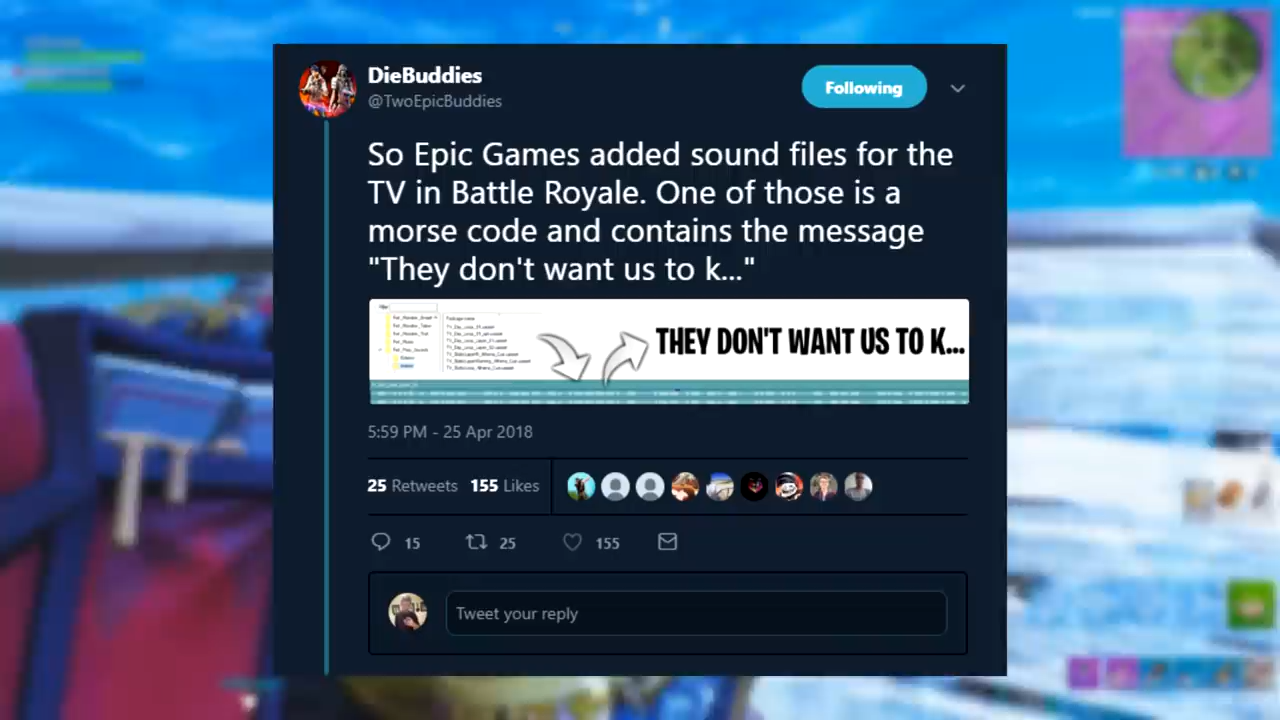 DieBuddies
@TwoEpicBuddies
Following
So Epic Games added sound files for the
TV in Battle Royale. One of those is a
morse code and contains the message
"They don't want us to k..."
THEY DON'T WANT US TO K...
5:59 PM - 25 Apr 2018
25 Retweets 155 Likes
15 25 155
Tweet your reply